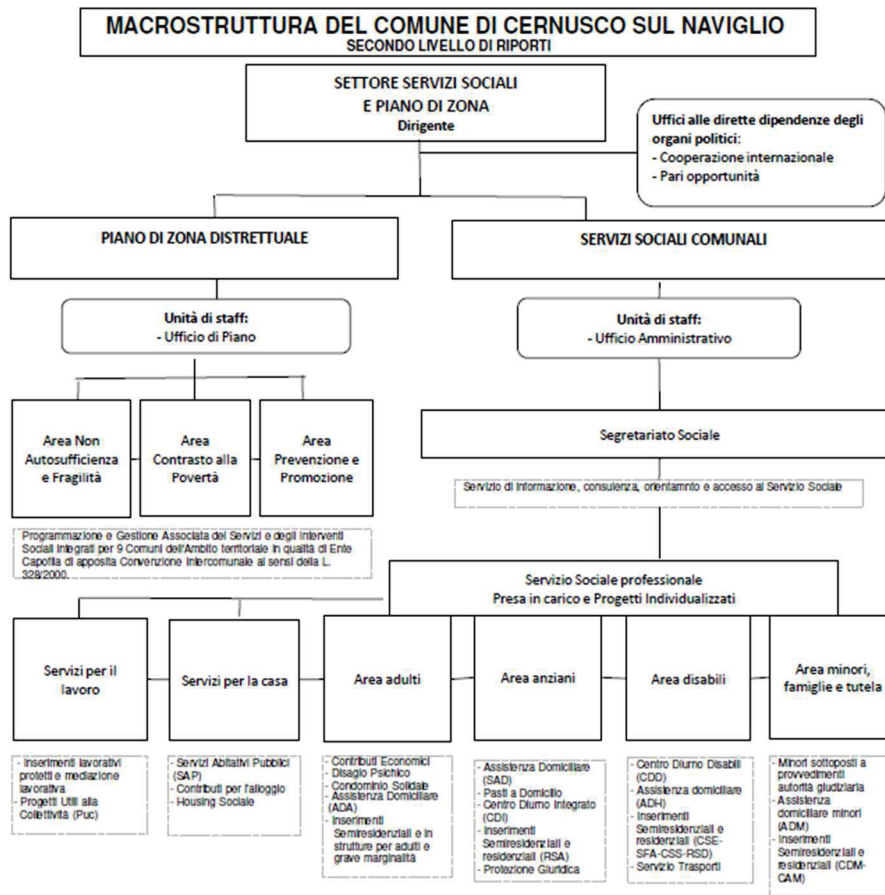 MACROSTRUTTURA DEL COMUNE DI CERNUSCO SUL NAVIGLIO
SECONDO LIVELLO DI RIPORTI
SETTORE SERVIZI SOCIALI
E PIANO DI ZONA
Dirigente
Uffici alle dirette dipendenze degli
organi politici:
- Cooperazione internazionale
- Pari opportunità
PIANO DI ZONA DISTRETTUALE
SERVIZI SOCIALI COMUNALI
Unità di staff:
- Ufficio di Piano
Unità di staff:
- Ufficio Amministrativo
Area Non
Autosufficienza
e Fragilità
Area
Contrasto alla
Povertà
Area
Prevenzione e
Promozione
Segretariato Sociale
Servizio di informazione, consulenza, orientamnto e accesso al Servizio Sociale
Programmazione e Gestione Associata dei Servizi e degli Interventi
Sociali Integrati per 9 Comuni dell'Ambito territoriale in qualità di Ente
Capofila di apposita Convenzione Intercomunale ai sensi della L.
328/2000.
Servizio Sociale professionale
Presa in carico e Progetti Individualizzati
Servizi per il
lavoro
Servizi per la casa
Area adulti
Area anziani
Area disabili
Area minori,
famiglie e tutela
- Inserimenti lavorativi
protetti e mediazione
lavorativa
- Progetti Utili alla
Collettività (Puc)
- Servizi Abitativi Pubblici
(SAP)
- Contributi per l'alloggio
- Housing Sociale
- Contributi Economici
- Disagio Psichico
- Condominio Solidale
- Assistenza Domiciliare
(ADA)
- Inserimenti
Semiresidenziali e in
strutture per adulti e
grave marginalità
- Assistenza Domiciliare
(SAD)
- Pasti a Domicilio
- Centro Diurno Integrato
(CDI)
- Inserimenti
Semiresidenziali e
residenziali (RSA)
- Protezione Giuridica
- Centro Diurno Disabili
(CDD)
- Assistenza domiciliare
(ADH)
- Inserimenti
Semiresidenziali e
residenziali (CSE-
SFA-CSS-RSD)
- Servizio Trasporti
- Minori sottoposti a
provvedimenti
autorità giudiziaria
- Assistenza
domiciliare minori
(ADM)
- Inserimenti
Semiresidenziali e
residenziali (CDM-
CAM)